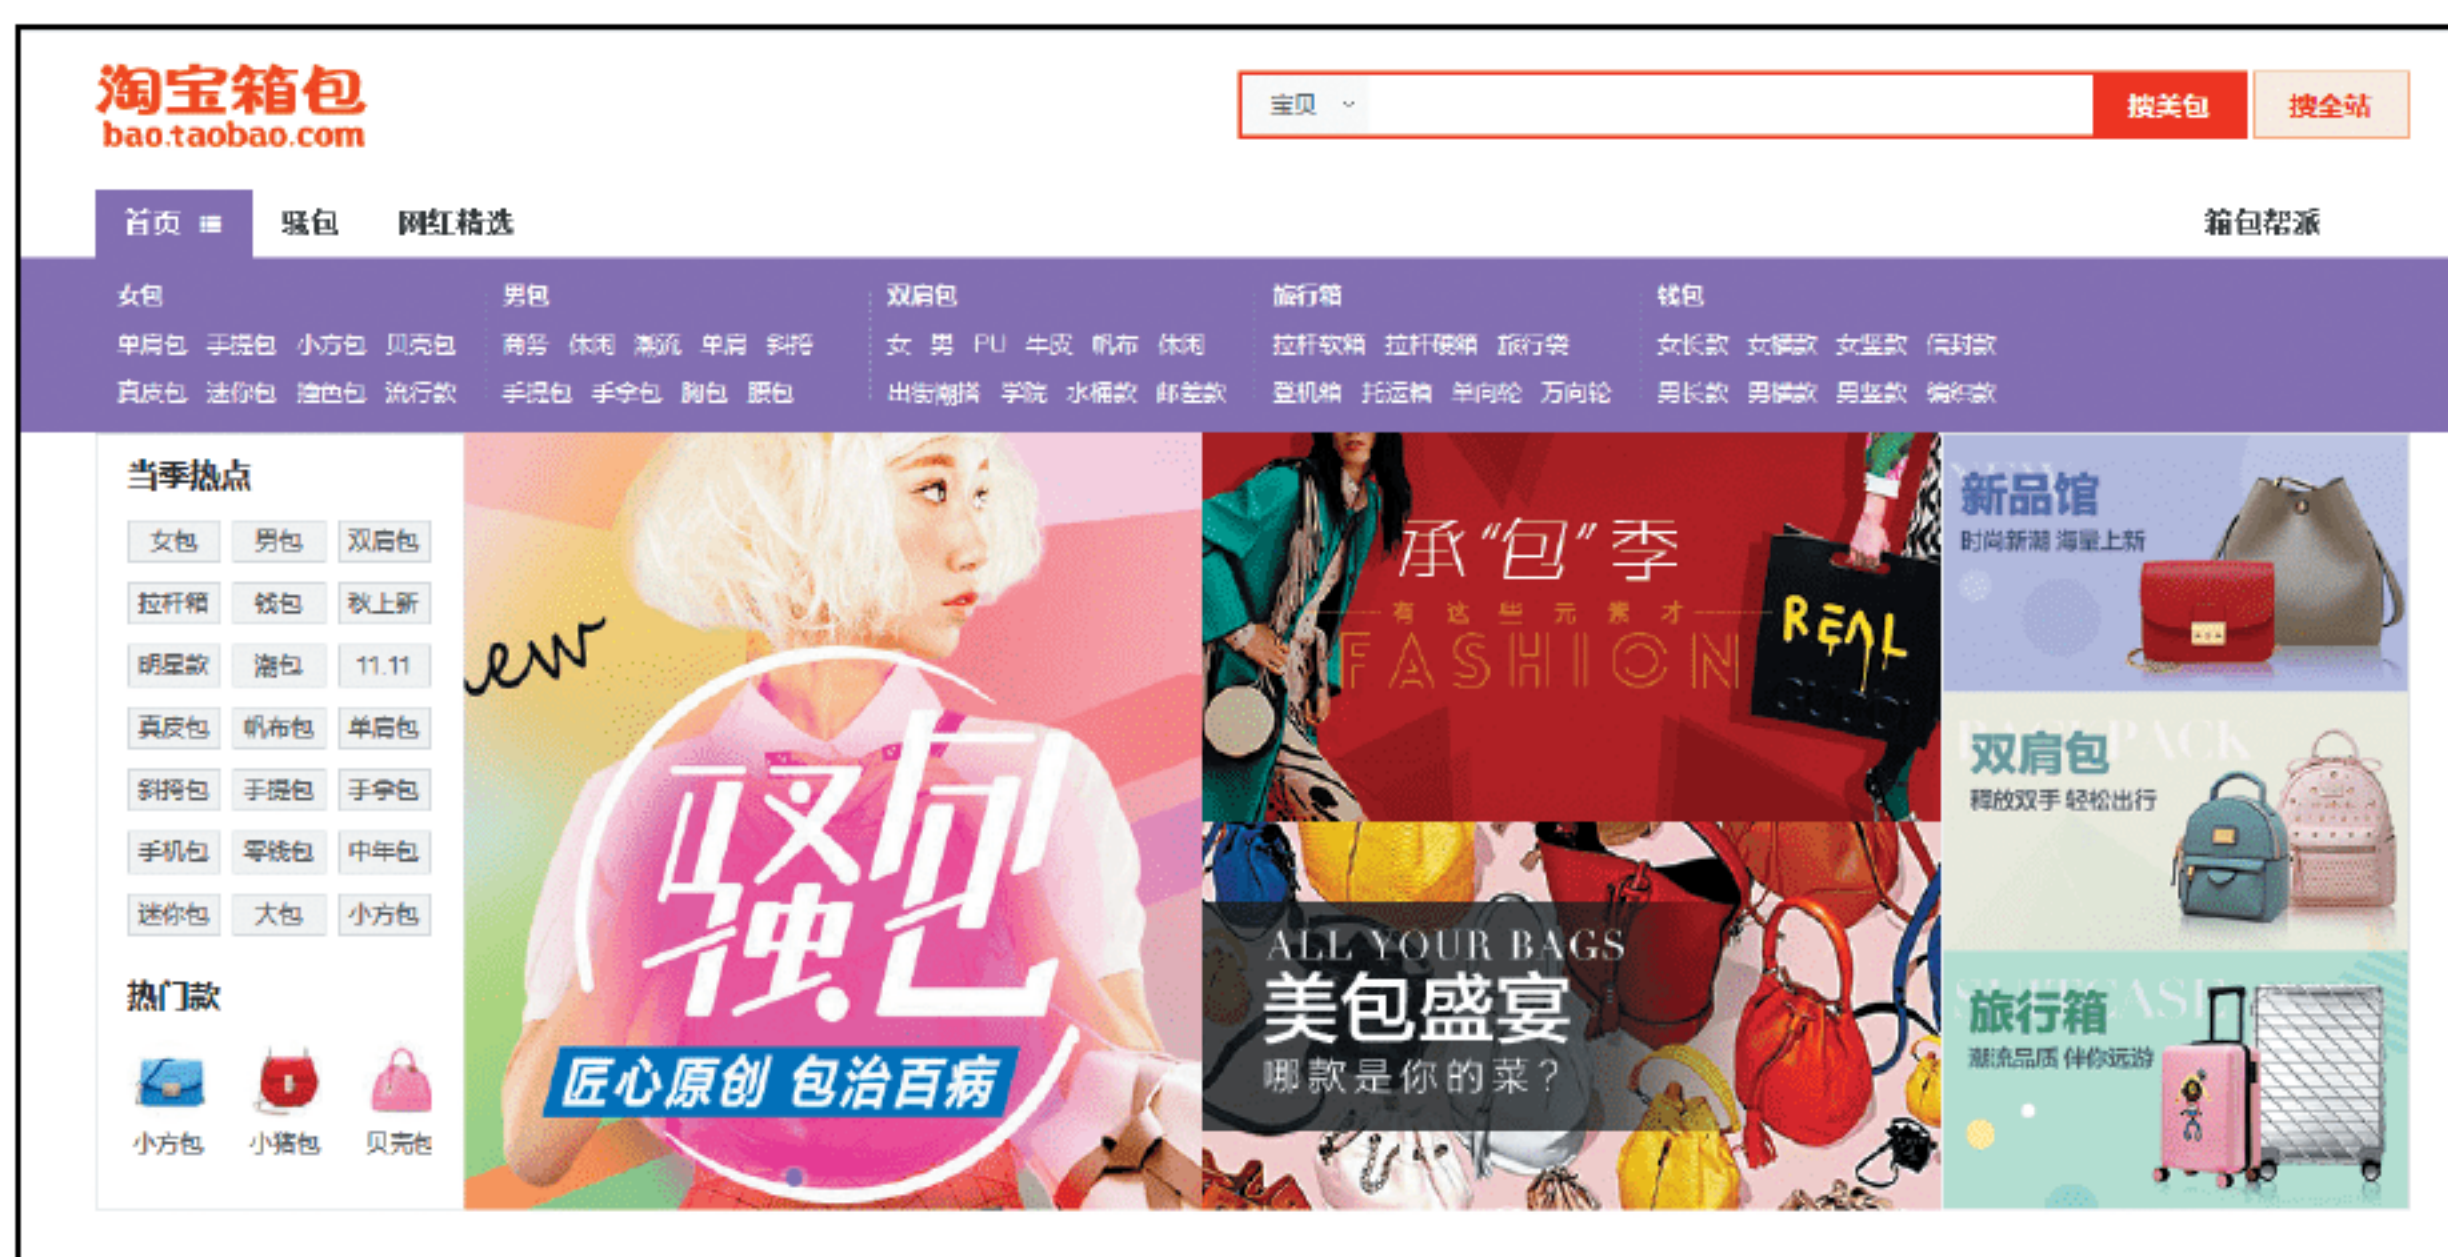 淘宝箱包
bao.taobao.com
宝贝 搜美包 搜全站
首页 骚包 网红精选 箱包帮派
女包 男包 双肩包 旅行箱 钱包
单肩包 手提包 小方包 贝壳包 商务 休闲 潮流 单肩 斜挎 女 男 PU 牛皮 帆布 休闲 拉杆软箱 拉杆硬箱 旅行袋 女长款 女横款 女竖款 信封款
真皮包 迷你包 撞色包 流行款 手提包 手拿包 胸包 腰包 出街潮搭 学院 水桶款 邮差款 登机箱 托运箱 单向轮 万向轮 男长款 男横款 男竖款 编织款
当季热点
女包 男包 双肩包
拉杆箱 钱包 秋上新
明星款 潮包 11.11
真皮包 帆布包 单肩包
斜挎包 手提包 手拿包
手机包 零钱包 中年包
迷你包 大包 小方包
热门款
小方包 小猪包 贝壳包
new
骚包
匠心原创 包治百病
承“包”季
有这些元素才
FASHION
REAL
GUCCI
ALL YOUR BAGS
美包盛宴
哪款是你的菜?
新品馆
时尚新潮 海量上新
BACKPACK
双肩包
释放双手 轻松出行
SUITCASE
旅行箱
潮流品质 伴你远游